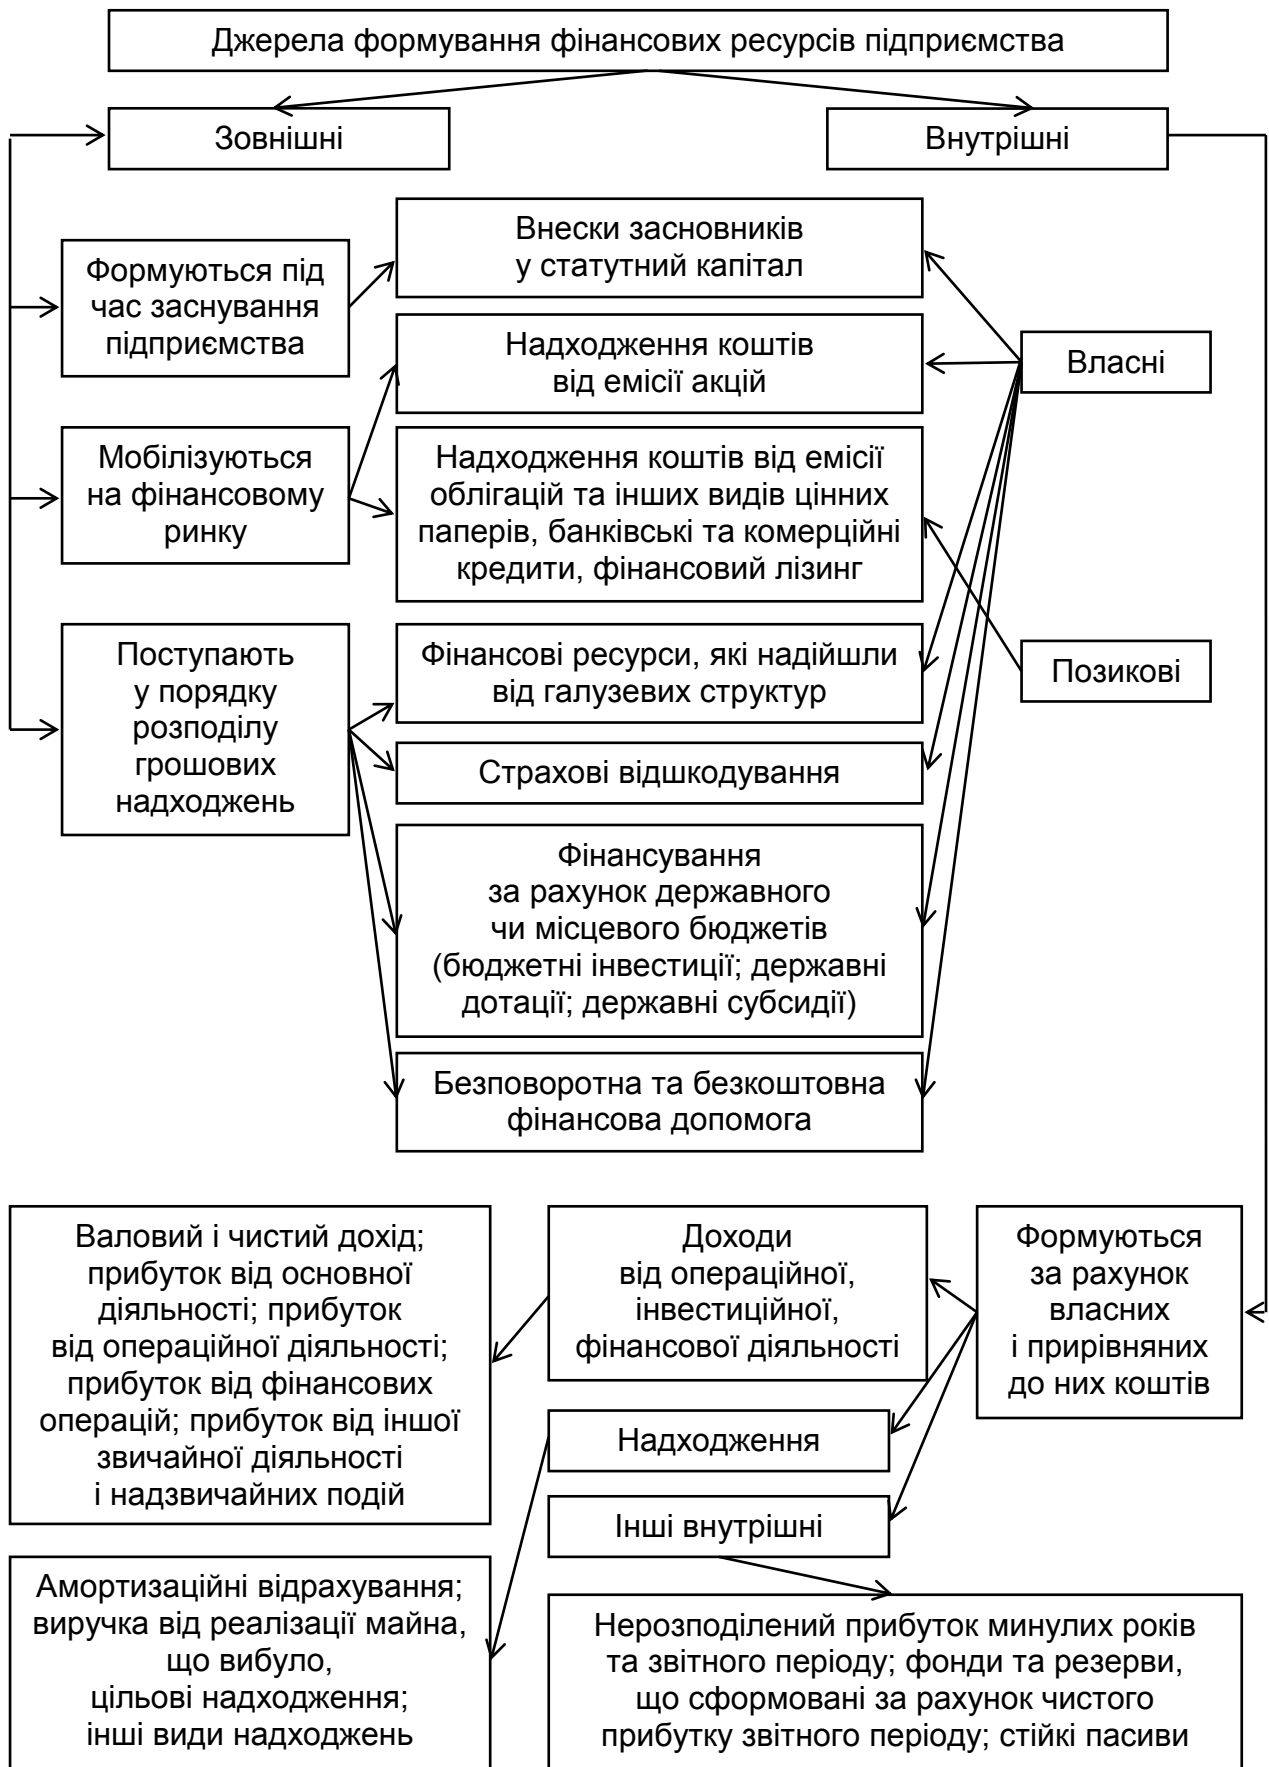 Джерела формування фінансових ресурсів підприємства
Зовнішні
Внутрішні
Формуються під
час заснування
підприємства
Внески засновників
у статутний капітал
Надходження коштів
від емісії акцій
Власні
Мобілізуються
на фінансовому
ринку
Надходження коштів від емісії
облігацій та інших видів цінних
паперів, банківські та комерційні
кредити, фінансовий лізинг
Поступають
у порядку
розподілу
грошових
надходжень
Фінансові ресурси, які надійшли
від галузевих структур
Позикові
Страхові відшкодування
Фінансування
за рахунок державного
чи місцевого бюджетів
(бюджетні інвестиції; державні
дотації; державні субсидії)
Безповоротна та безкоштовна
фінансова допомога
Валовий і чистий дохід;
прибуток від основної
діяльності; прибуток
від операційної діяльності;
прибуток від фінансових
операцій; прибуток від іншої
звичайної діяльності
і надзвичайних подій
Доходи
від операційної,
інвестиційної,
фінансової діяльності
Формуються
за рахунок
власних
і прирівняних
до них коштів
Надходження
Інші внутрішні
Амортизаційні відрахування;
виручка від реалізації майна,
що вибуло,
цільові надходження;
інші види надходжень
Нерозподілений прибуток минулих років
та звітного періоду; фонди та резерви,
що сформовані за рахунок чистого
прибутку звітного періоду; стійкі пасиви